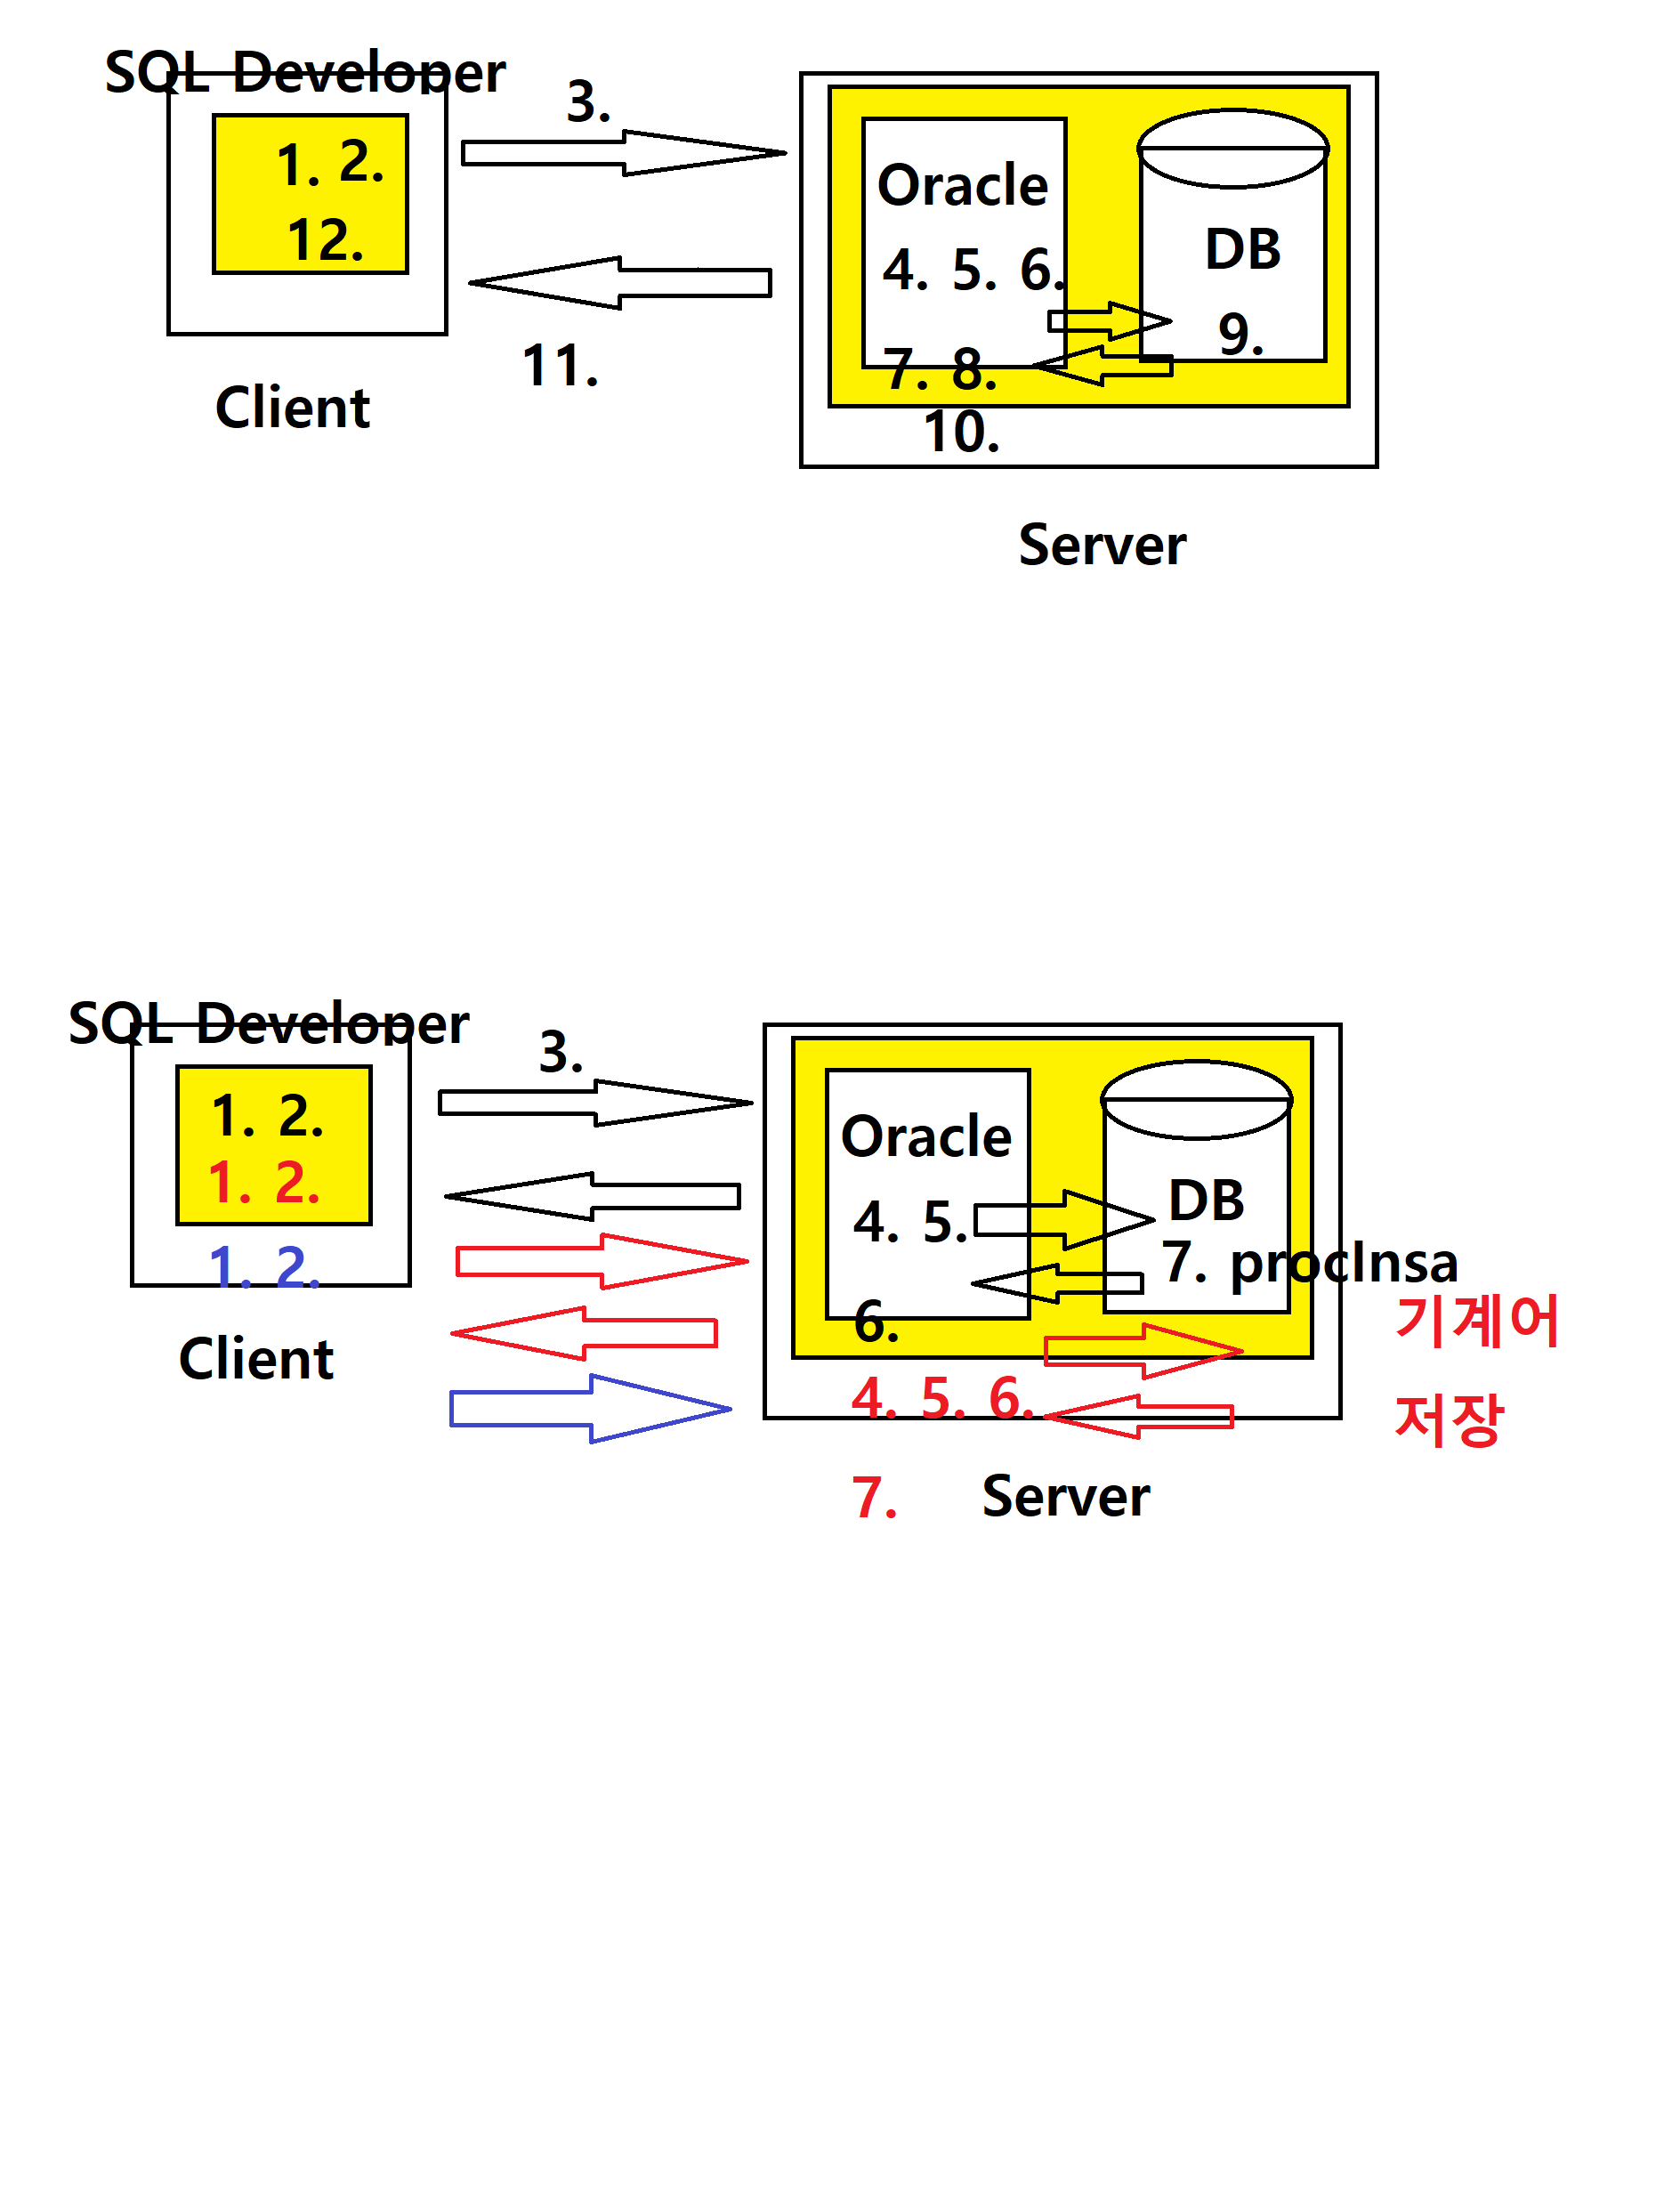 SQL Developer
3.
1. 2.
12.
Oracle
4. 5. 6.
7. 8.
10.
DB
9.
11.
Client
Server
SQL Developer
3.
1. 2.
1. 2.
1. 2.
Client
Oracle
4. 5.
6.
4. 5. 6.
7.
DB
7. procInsa
기계어
저장
Server